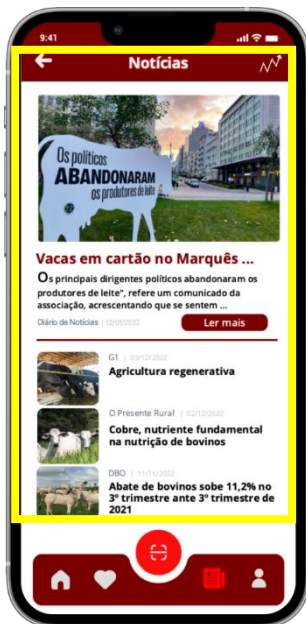 9:41
Notícias
Os políticos
ABANDONARAM
os produtores de leite
Vacas em cartão no Marquês ...
Os principais dirigentes políticos abandonaram os
produtores de leite", refere um comunicado da
associação, acrescentando que se sentem ...
Diário de Notícias | 12/01/2022
Ler mais
G1 | 03/12/2022
Agricultura regenerativa
O Presente Rural | 02/12/2022
Cobre, nutriente fundamental
na nutrição de bovinos
DBO | 11/11/2022
Abate de bovinos sobe 11,2% no
3º trimestre ante 3º trimestre de
2021